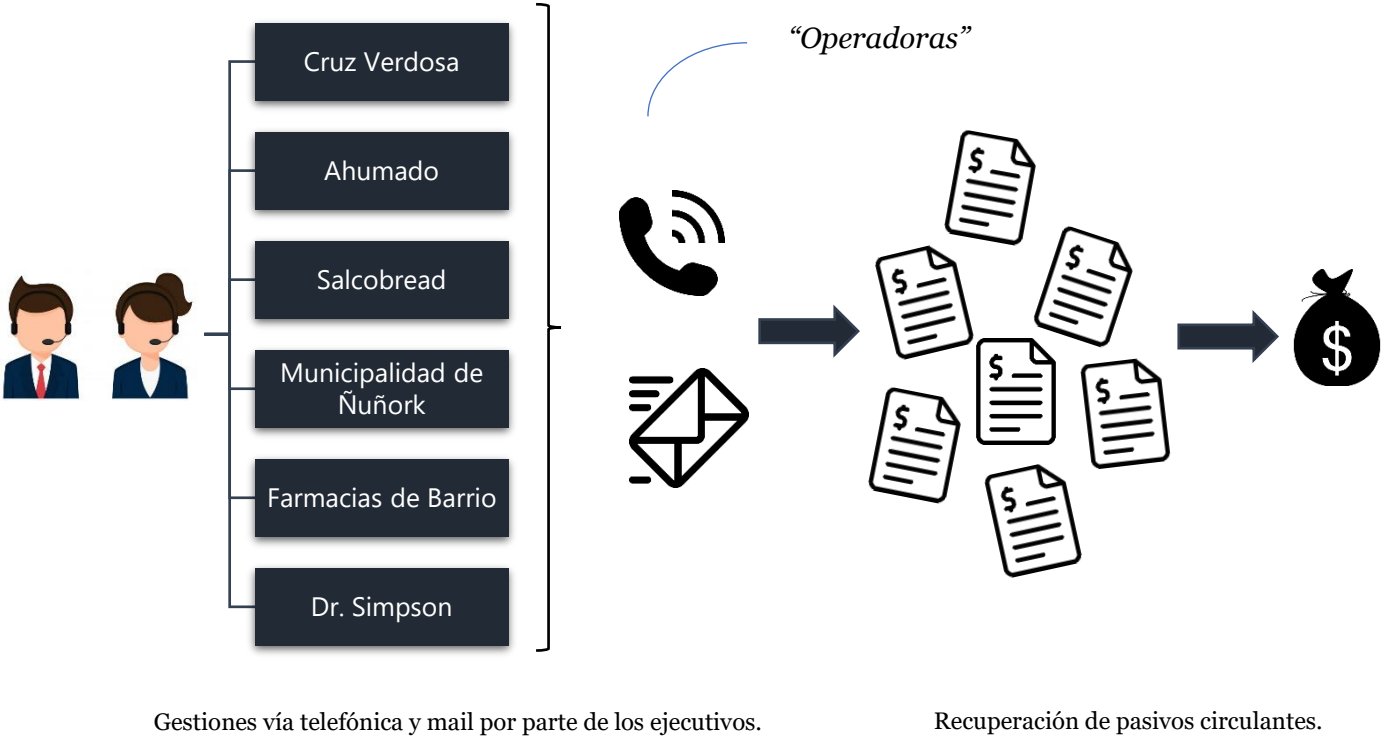 “Operadoras”
Cruz Verdosa
Ahumado
Salcobread
Municipalidad de
Ñuñork
Farmacias de Barrio
Dr. Simpson
$
$
$
$
$
$
$
$
Gestiones vía telefónica y mail por parte de los ejecutivos.
Recuperación de pasivos circulantes.